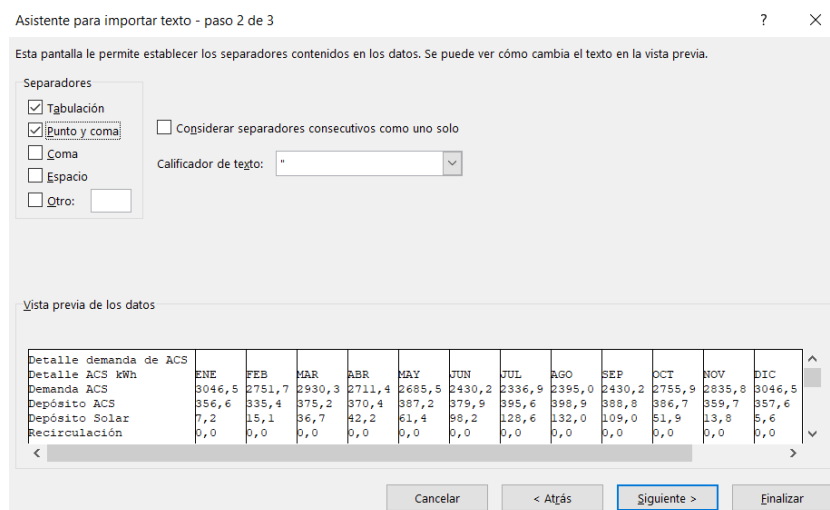 Asistente para importar texto - paso 2 de 3 ? ×
Esta pantalla le permite establecer los separadores contenidos en los datos. Se puede ver cómo cambia el texto en la vista previa.
Separadores
Tabulación
Punto y coma
Coma
Espacio
Otro:
Considerar separadores consecutivos como uno solo
Calificador de texto: "
Vista previa de los datos
Detalle demanda de ACS
Detalle ACS kWh ENE FEB MAR ABR MAY JUN JUL AGO SEP OCT NOV DIC
Demanda ACS 3046,5 2751,7 2930,3 2711,4 2685,5 2430,2 2336,9 2395,0 2430,2 2755,9 2835,8 3046,5
Depósito ACS 356,6 335,4 375,2 370,4 387,2 379,9 395,6 398,9 388,8 386,7 359,7 357,6
Depósito Solar 7,2 15,1 36,7 42,2 61,4 98,2 128,6 132,0 109,0 51,9 13,8 5,6
Recirculación 0,0 0,0 0,0 0,0 0,0 0,0 0,0 0,0 0,0 0,0 0,0 0,0
Cancelar < Atrás Siguiente > Finalizar